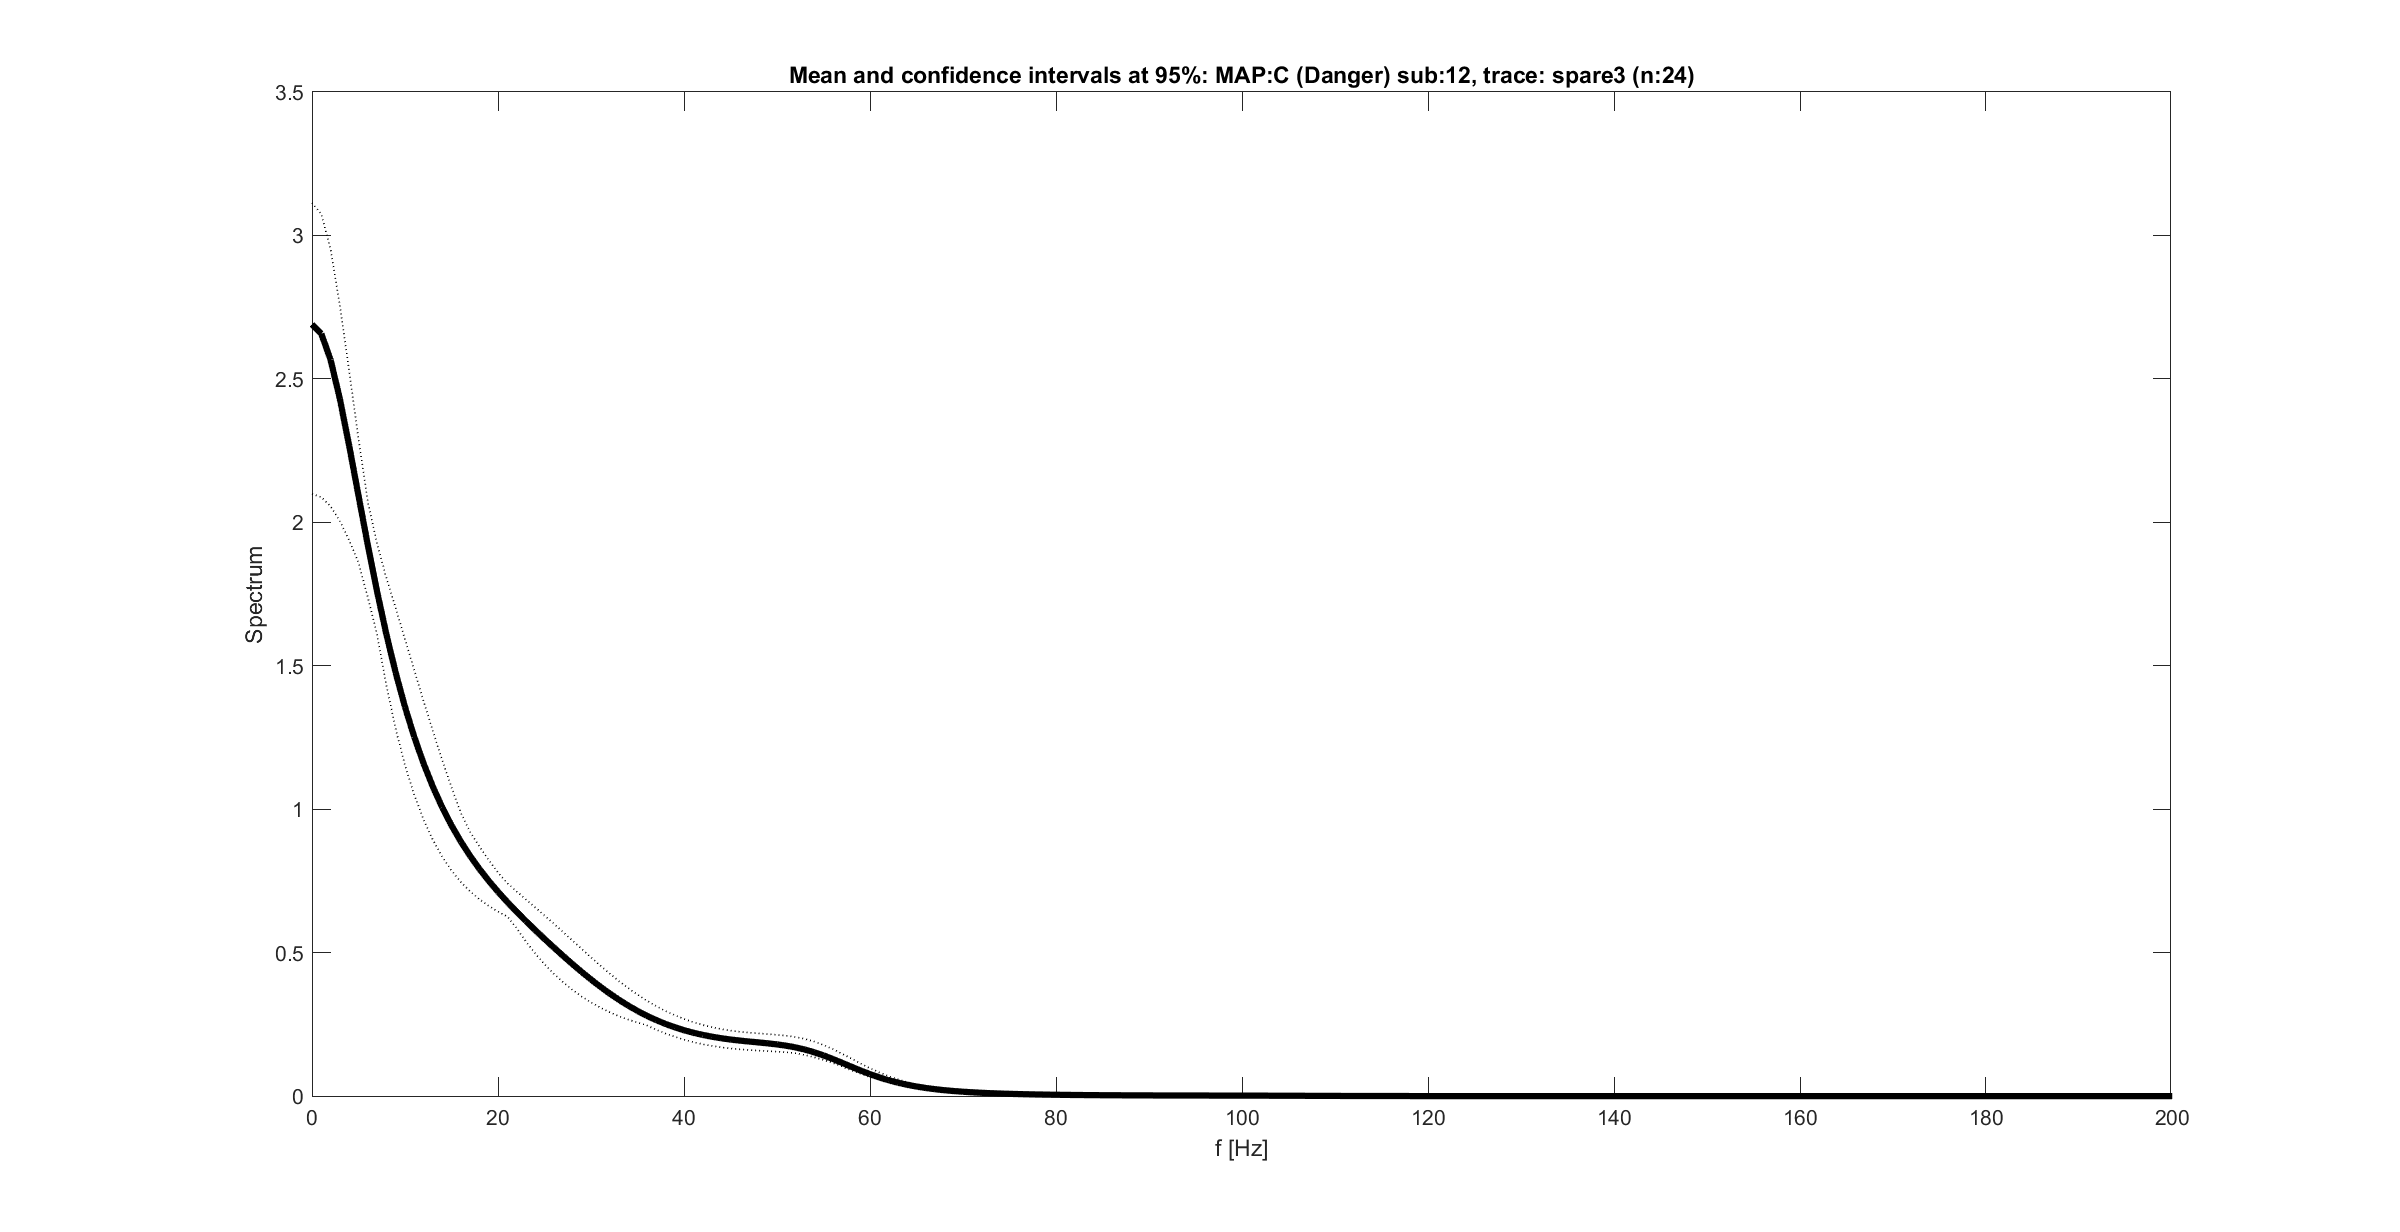 Mean and confidence intervals at 95%: MAP:C (Danger) sub:12, trace: spare3 (n:24)
3.5
3
2.5
2
1.5
1
0.5
0
Spectrum
0 20 40 60 80 100 120 140 160 180 200
f [Hz]